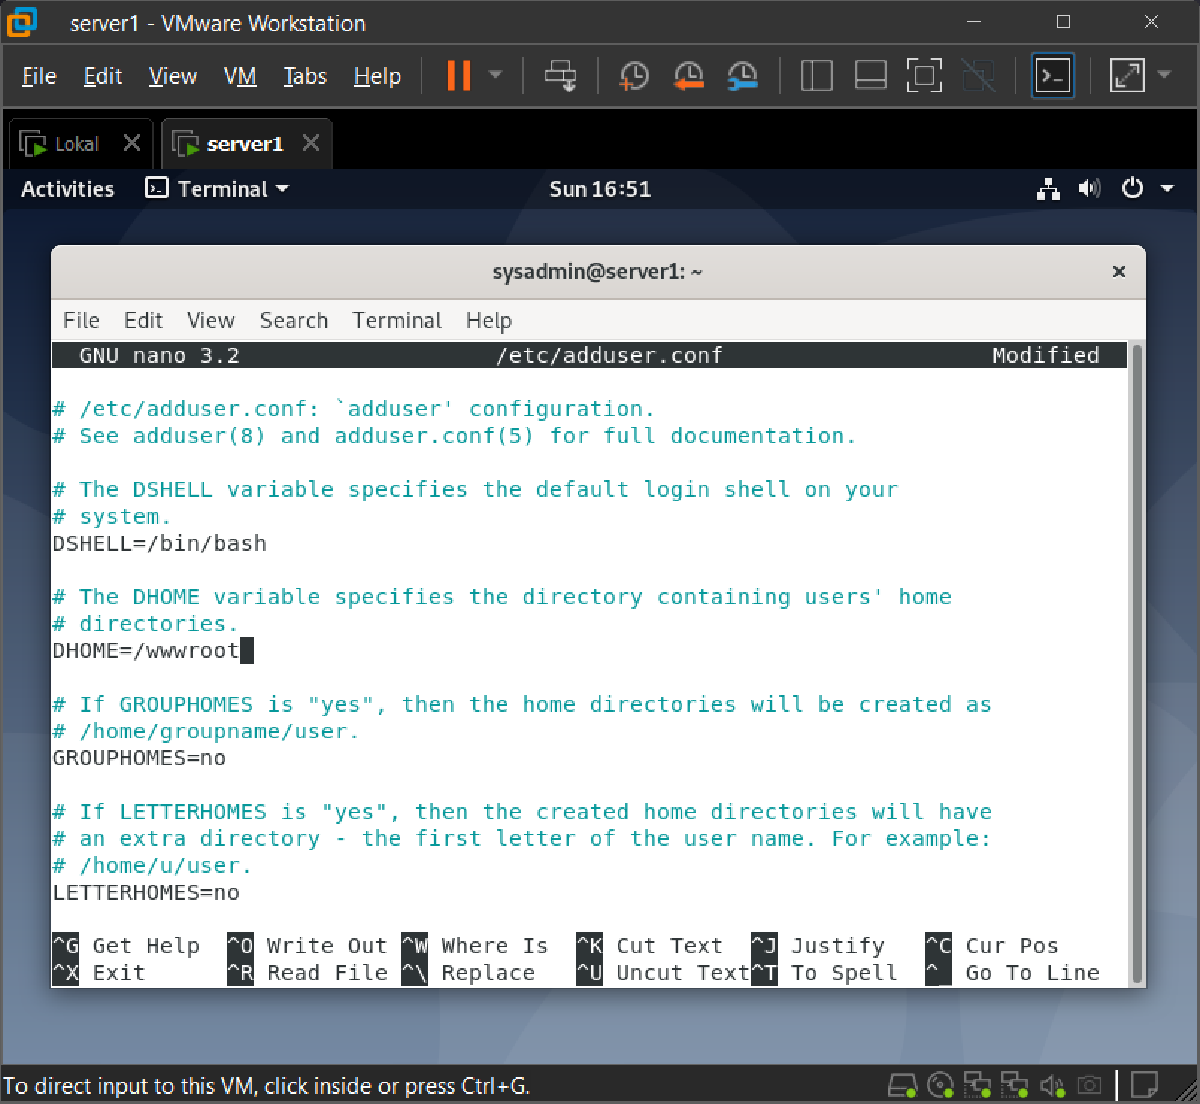 server1 - VMware Workstation
File Edit View VM Tabs Help
Lokal server1
Activities Terminal Sun 16:51
sysadmin@server1: ~
File Edit View Search Terminal Help
GNU nano 3.2 /etc/adduser.conf Modified
# /etc/adduser.conf: `adduser' configuration.
# See adduser(8) and adduser.conf(5) for full documentation.
# The DSHELL variable specifies the default login shell on your
# system.
DSHELL=/bin/bash
# The DHOME variable specifies the directory containing users' home
# directories.
DHOME=/wwwroot
# If GROUPHOMES is "yes", then the home directories will be created as
# /home/groupname/user.
GROUPHOMES=no
# If LETTERHOMES is "yes", then the created home directories will have
# an extra directory - the first letter of the user name. For example:
# /home/u/user.
LETTERHOMES=no
^G Get Help ^O Write Out ^W Where Is ^K Cut Text ^J Justify ^C Cur Pos
^X Exit ^R Read File ^\ Replace ^U Uncut Text ^T To Spell ^_ Go To Line
To direct input to this VM, click inside or press Ctrl+G.